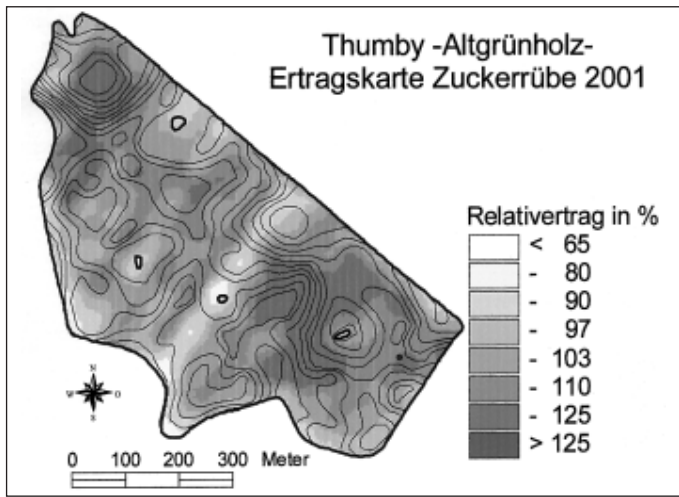 Thumby -Altgrünholz-
Ertragskarte Zuckerrübe 2001
Relativertrag in %
< 65
- 80
- 90
- 97
- 103
- 110
- 125
> 125
N
W O
S
0 100 200 300 Meter